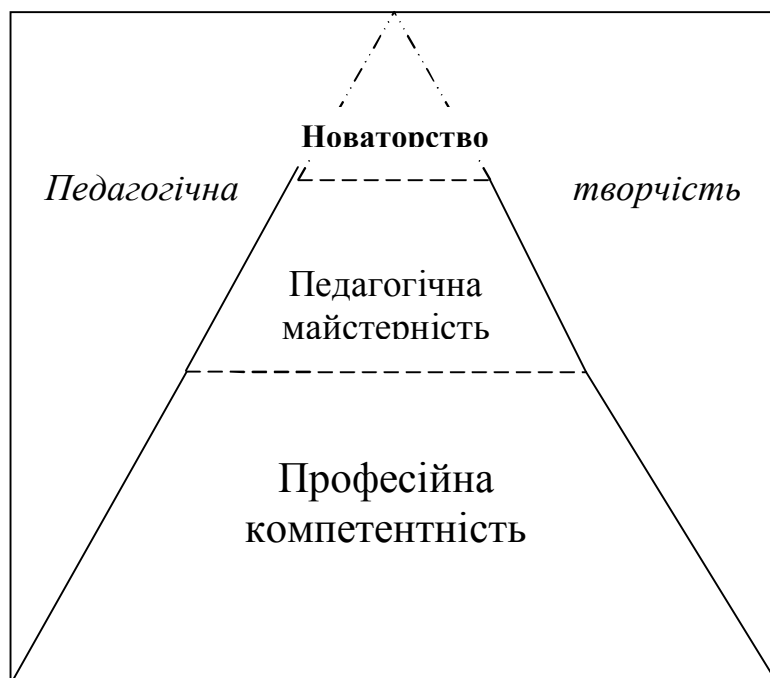 Новаторство
Педагогічна творчість
Педагогічна
майстерність
Професійна
компетентність